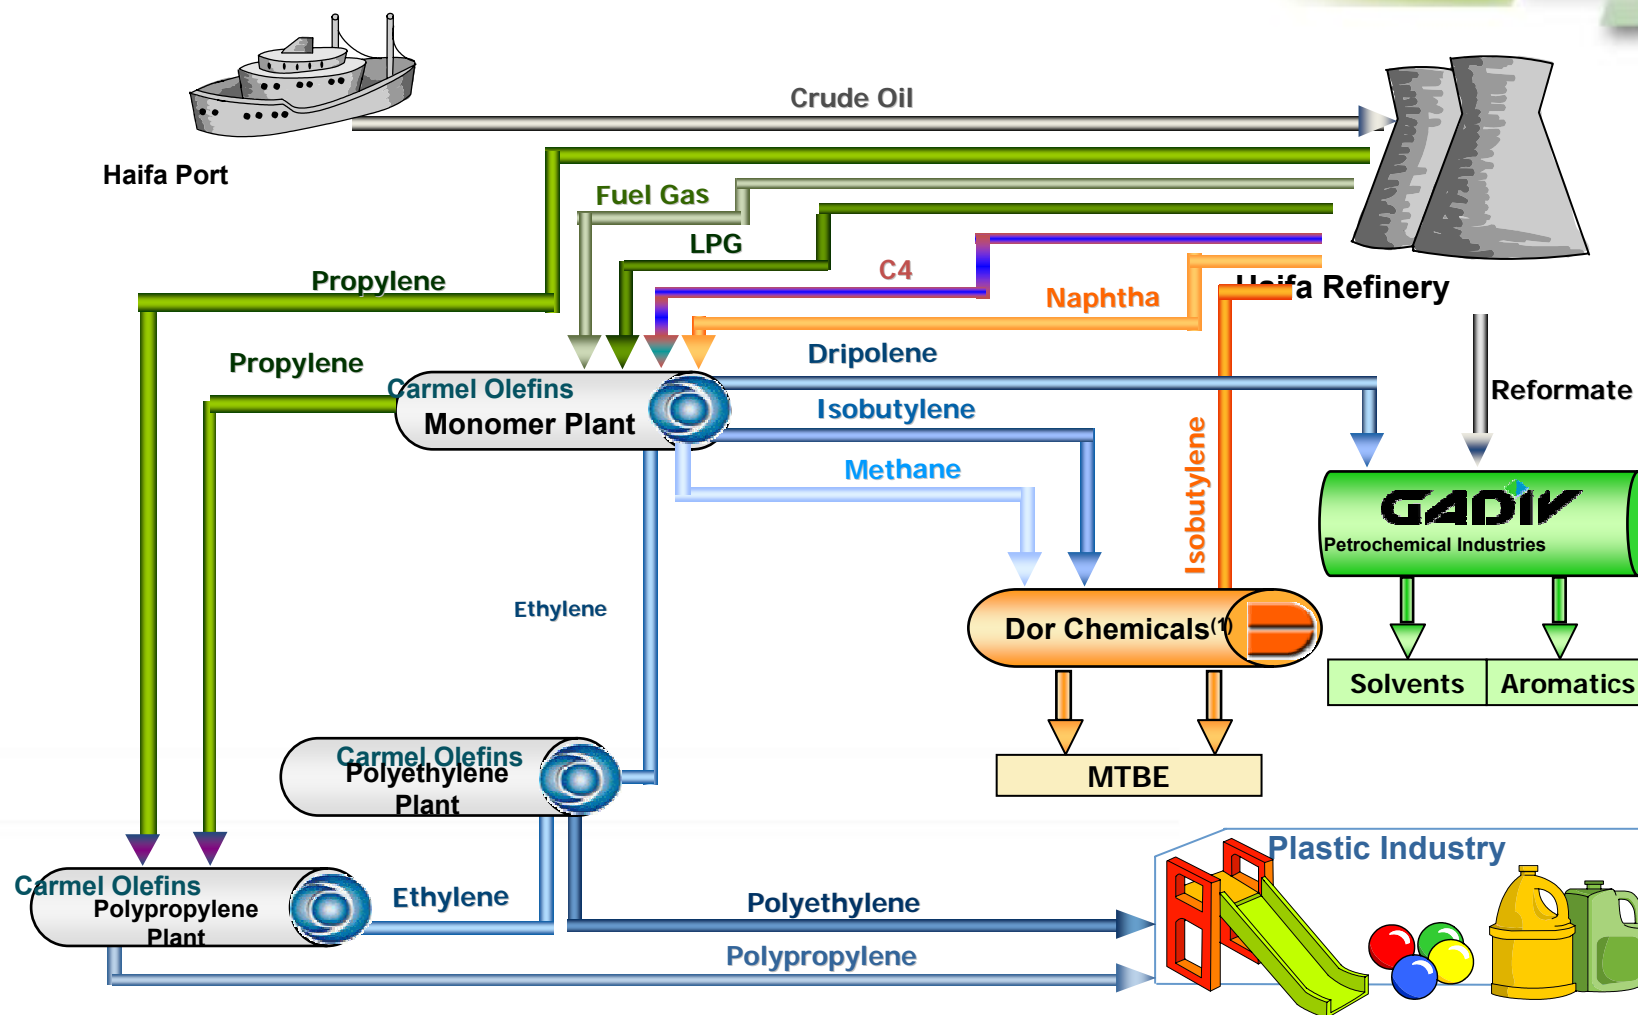 Crude Oil
Haifa Port
Fuel Gas
LPG
C4
Propylene
Naphtha
Haifa Refinery
Propylene
Dripolene
Carmel Olefins
Monomer Plant
Isobutylene
Reformate
Methane
Isobutylene
GADIV
Petrochemical Industries
Ethylene
Dor Chemicals(1)
Solvents
Aromatics
Carmel Olefins
Polyethylene
Plant
MTBE
Plastic Industry
Carmel Olefins
Polypropylene
Plant
Ethylene
Polyethylene
Polypropylene